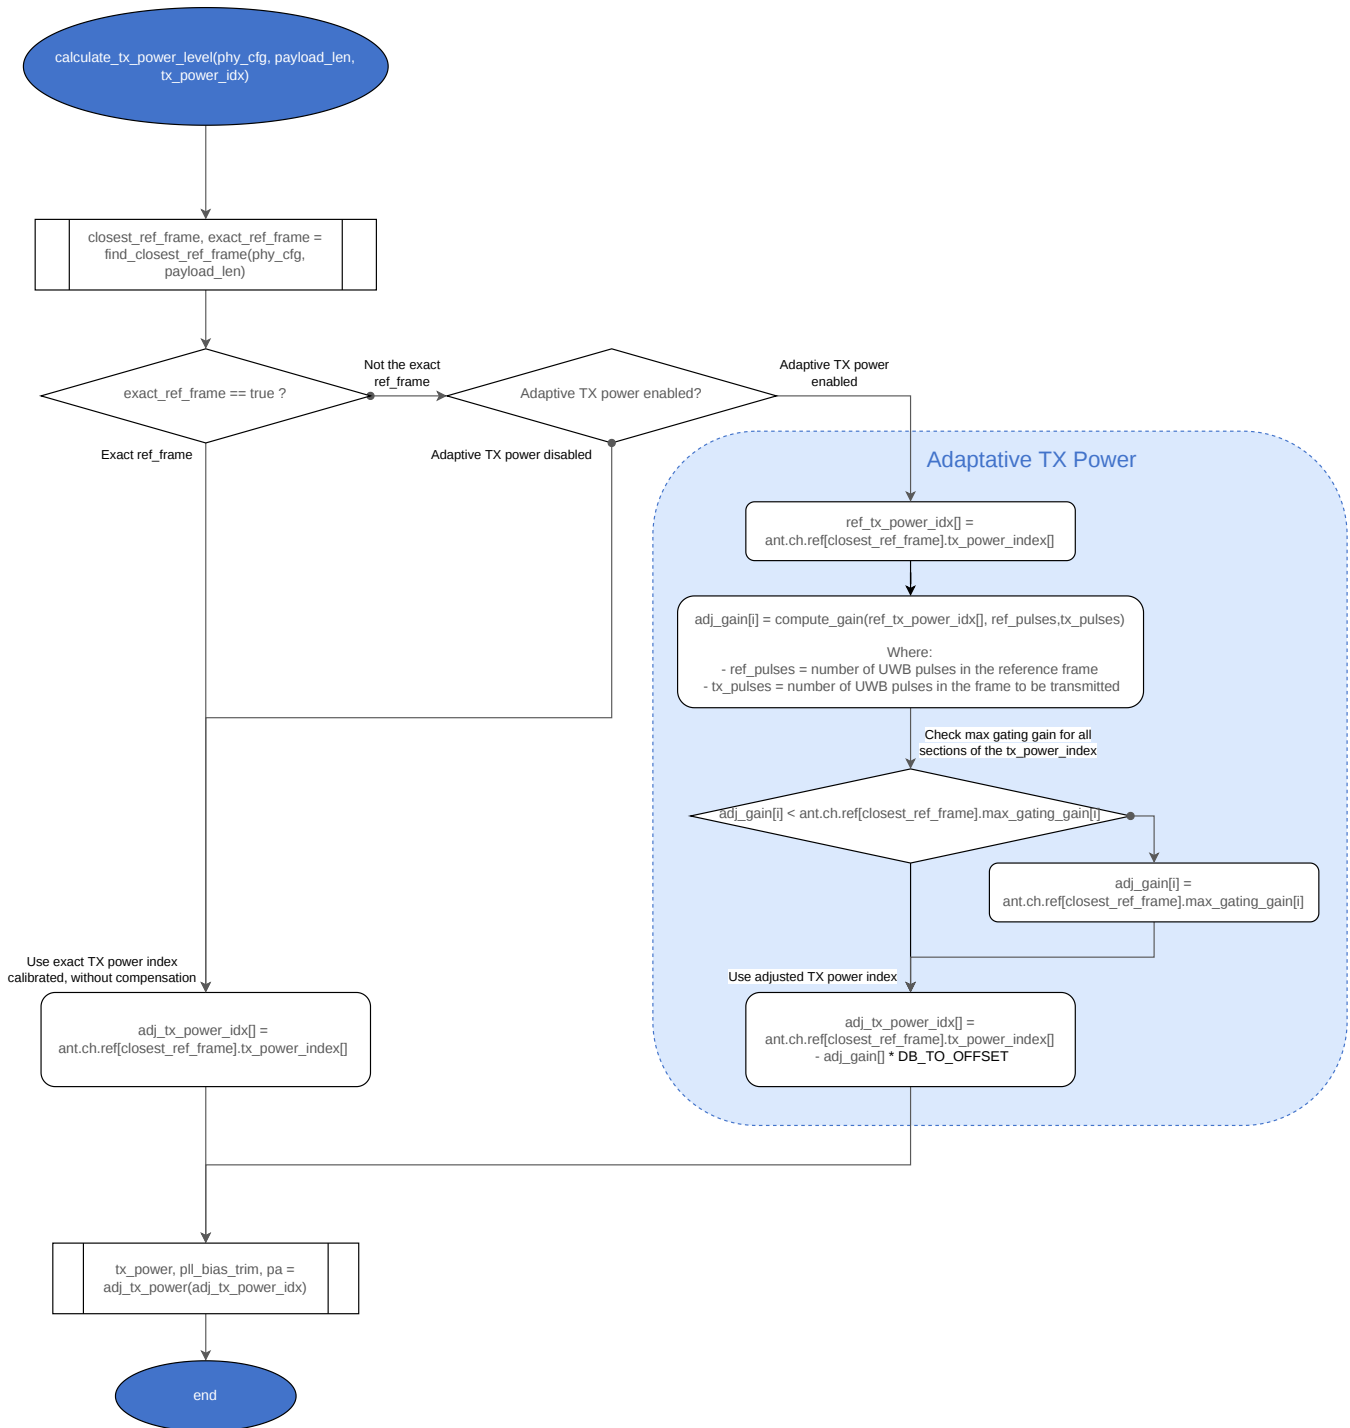 calculate_tx_power_level(phy_cfg, payload_len,
tx_power_idx)
closest_ref_frame, exact_ref_frame =
find_closest_ref_frame(phy_cfg,
payload_len)
exact_ref_frame == true ?
Not the exact
ref_frame
Adaptive TX power enabled?
Adaptive TX power
enabled
Exact ref_frame
Adaptive TX power disabled
Adaptative TX Power
ref_tx_power_idx[] =
ant.ch.ref[closest_ref_frame].tx_power_index[]
adj_gain[i] = compute_gain(ref_tx_power_idx[], ref_pulses,tx_pulses)
Where:
- ref_pulses = number of UWB pulses in the reference frame
- tx_pulses = number of UWB pulses in the frame to be transmitted
Check max gating gain for all
sections of the tx_power_index
adj_gain[i] < ant.ch.ref[closest_ref_frame].max_gating_gain[i]
adj_gain[i] =
ant.ch.ref[closest_ref_frame].max_gating_gain[i]
Use exact TX power index
calibrated, without compensation
Use adjusted TX power index
adj_tx_power_idx[] =
ant.ch.ref[closest_ref_frame].tx_power_index[]
adj_tx_power_idx[] =
ant.ch.ref[closest_ref_frame].tx_power_index[]
- adj_gain[] * DB_TO_OFFSET
tx_power, pll_bias_trim, pa =
adj_tx_power(adj_tx_power_idx)
end